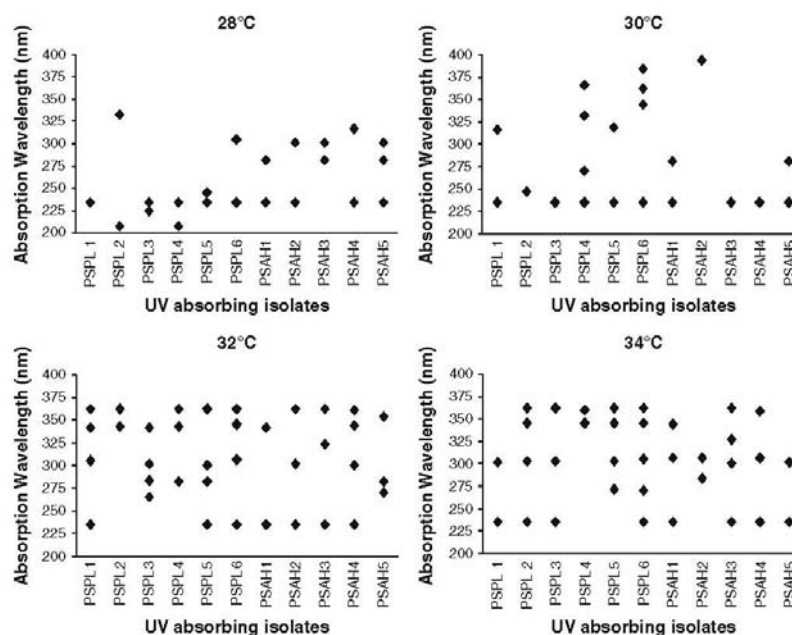 28°C
Absorption Wavelength (nm)
400
375
350
325
300
275
250
225
200
PSPL 1
PSPL 2
PSPL3
PSPL4
PSPL5
PSPL6
PSAH1
PSAH2
PSAH3
PSAH4
PSAH5
UV absorbing isolates
30°C
Absorption Wavelength (nm)
400
375
350
325
300
275
250
225
200
PSPL 1
PSPL 2
PSPL3
PSPL4
PSPL5
PSPL6
PSAH1
PSAH2
PSAH3
PSAH4
PSAH5
UV absorbing isolates
32°C
Absorption Wavelength (nm)
400
375
350
325
300
275
250
225
200
PSPL 1
PSPL 2
PSPL3
PSPL4
PSPL5
PSPL6
PSAH1
PSAH2
PSAH3
PSAH4
PSAH5
UV absorbing isolates
34°C
Absorption Wavelength (nm)
400
375
350
325
300
275
250
225
200
PSPL 1
PSPL 2
PSPL3
PSPL4
PSPL5
PSPL6
PSAH1
PSAH2
PSAH3
PSAH4
PSAH5
UV absorbing isolates